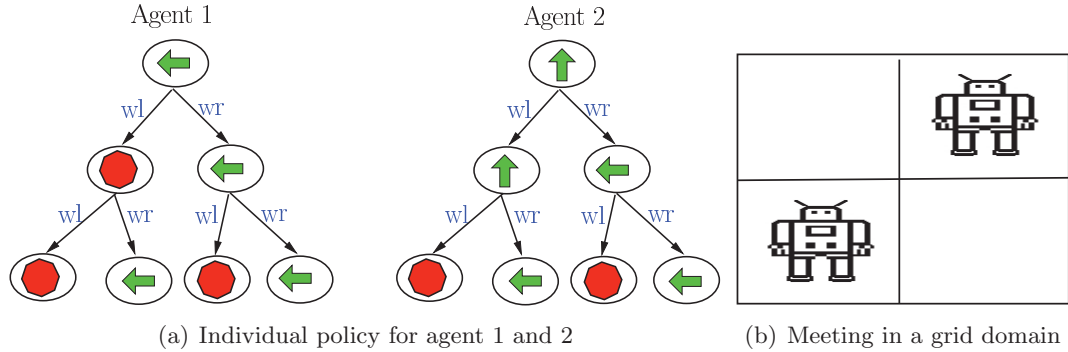 Agent 1
Agent 2
wl wr
wl wr
wl wr wl wr
wl wr wl wr
(a) Individual policy for agent 1 and 2
(b) Meeting in a grid domain